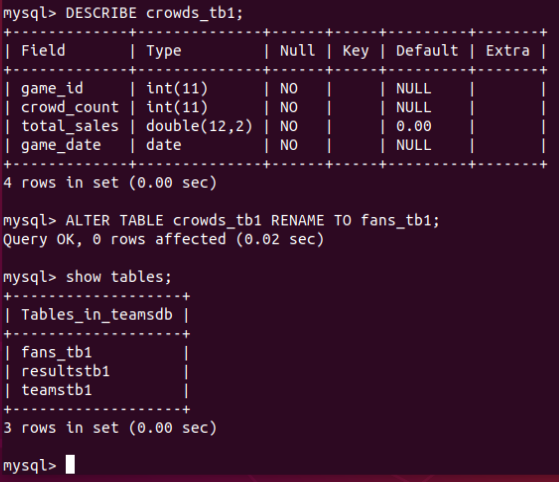 mysql> DESCRIBE crowds_tb1;
+-------------+--------------+------+-----+---------+-------+
| Field       | Type         | Null | Key | Default | Extra |
+-------------+--------------+------+-----+---------+-------+
| game_id     | int(11)      | NO   |     | NULL    |       |
| crowd_count | int(11)      | NO   |     | NULL    |       |
| total_sales | double(12,2) | NO   |     | 0.00    |       |
| game_date   | date         | NO   |     | NULL    |       |
+-------------+--------------+------+-----+---------+-------+
4 rows in set (0.00 sec)
mysql> ALTER TABLE crowds_tb1 RENAME TO fans_tb1;
Query OK, 0 rows affected (0.02 sec)
mysql> show tables;
+-------------------+
| Tables_in_teamsdb |
+-------------------+
| fans_tb1          |
| resultstb1        |
| teamstb1          |
+-------------------+
3 rows in set (0.00 sec)
mysql>